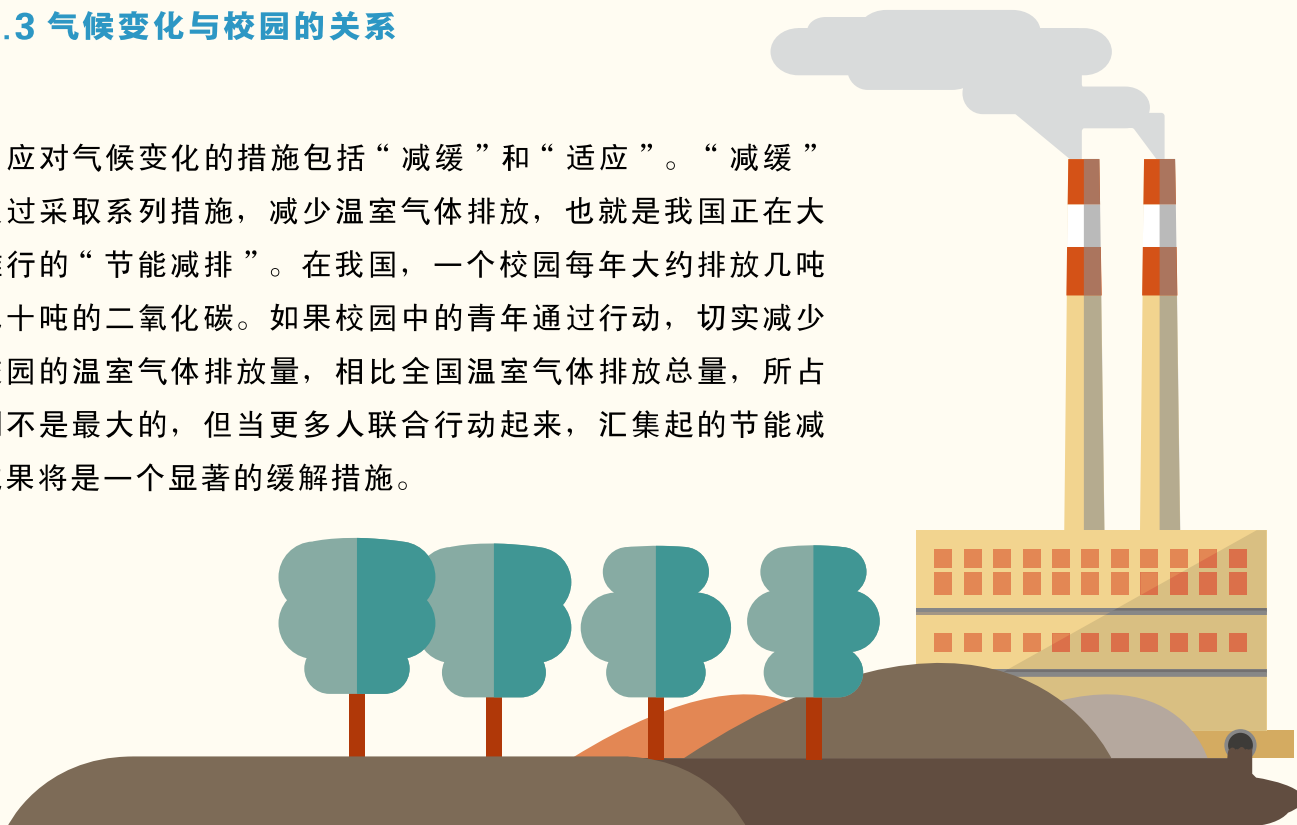 .3 气候变化与校园的关系
应对气候变化的措施包括“减缓”和“适应”。“减缓”
过采取系列措施，减少温室气体排放，也就是我国正在大
行的“节能减排”。在我国，一个校园每年大约排放几吨
十吨的二氧化碳。如果校园中的青年通过行动，切实减少
园的温室气体排放量，相比全国温室气体排放总量，所占
不是最大的，但当更多人联合行动起来，汇集起的节能减
果将是一个显著的缓解措施。